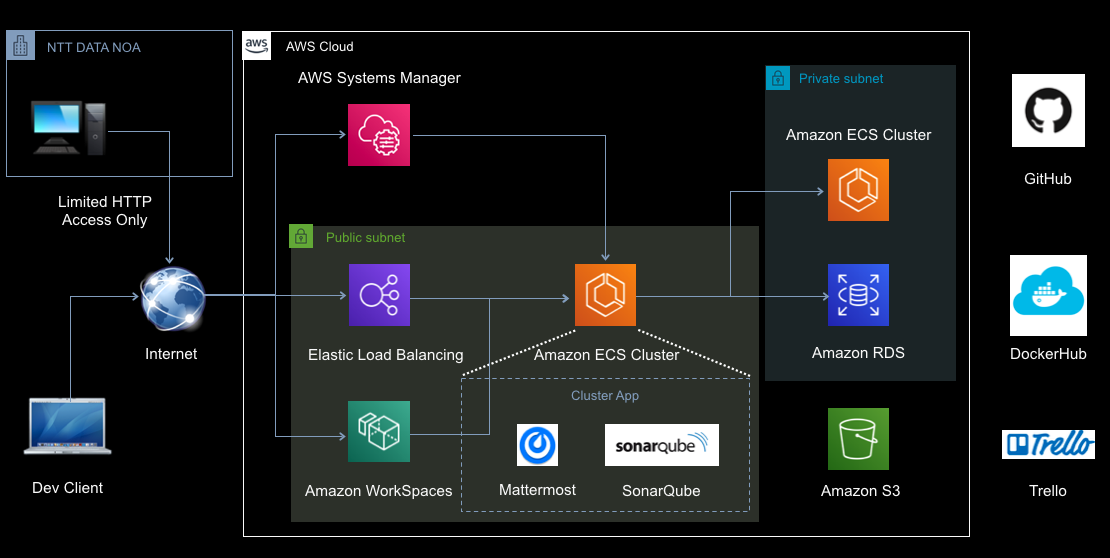 NTT DATA NOA
aws
AWS Cloud
AWS Systems Manager
Private subnet
Amazon ECS Cluster
GitHub
Limited HTTP
Access Only
Public subnet
Internet
Elastic Load Balancing
Amazon ECS Cluster
Amazon RDS
DockerHub
Cluster App
sonarqube
Trello
Dev Client
Amazon WorkSpaces
Mattermost
SonarQube
Amazon S3
Trello